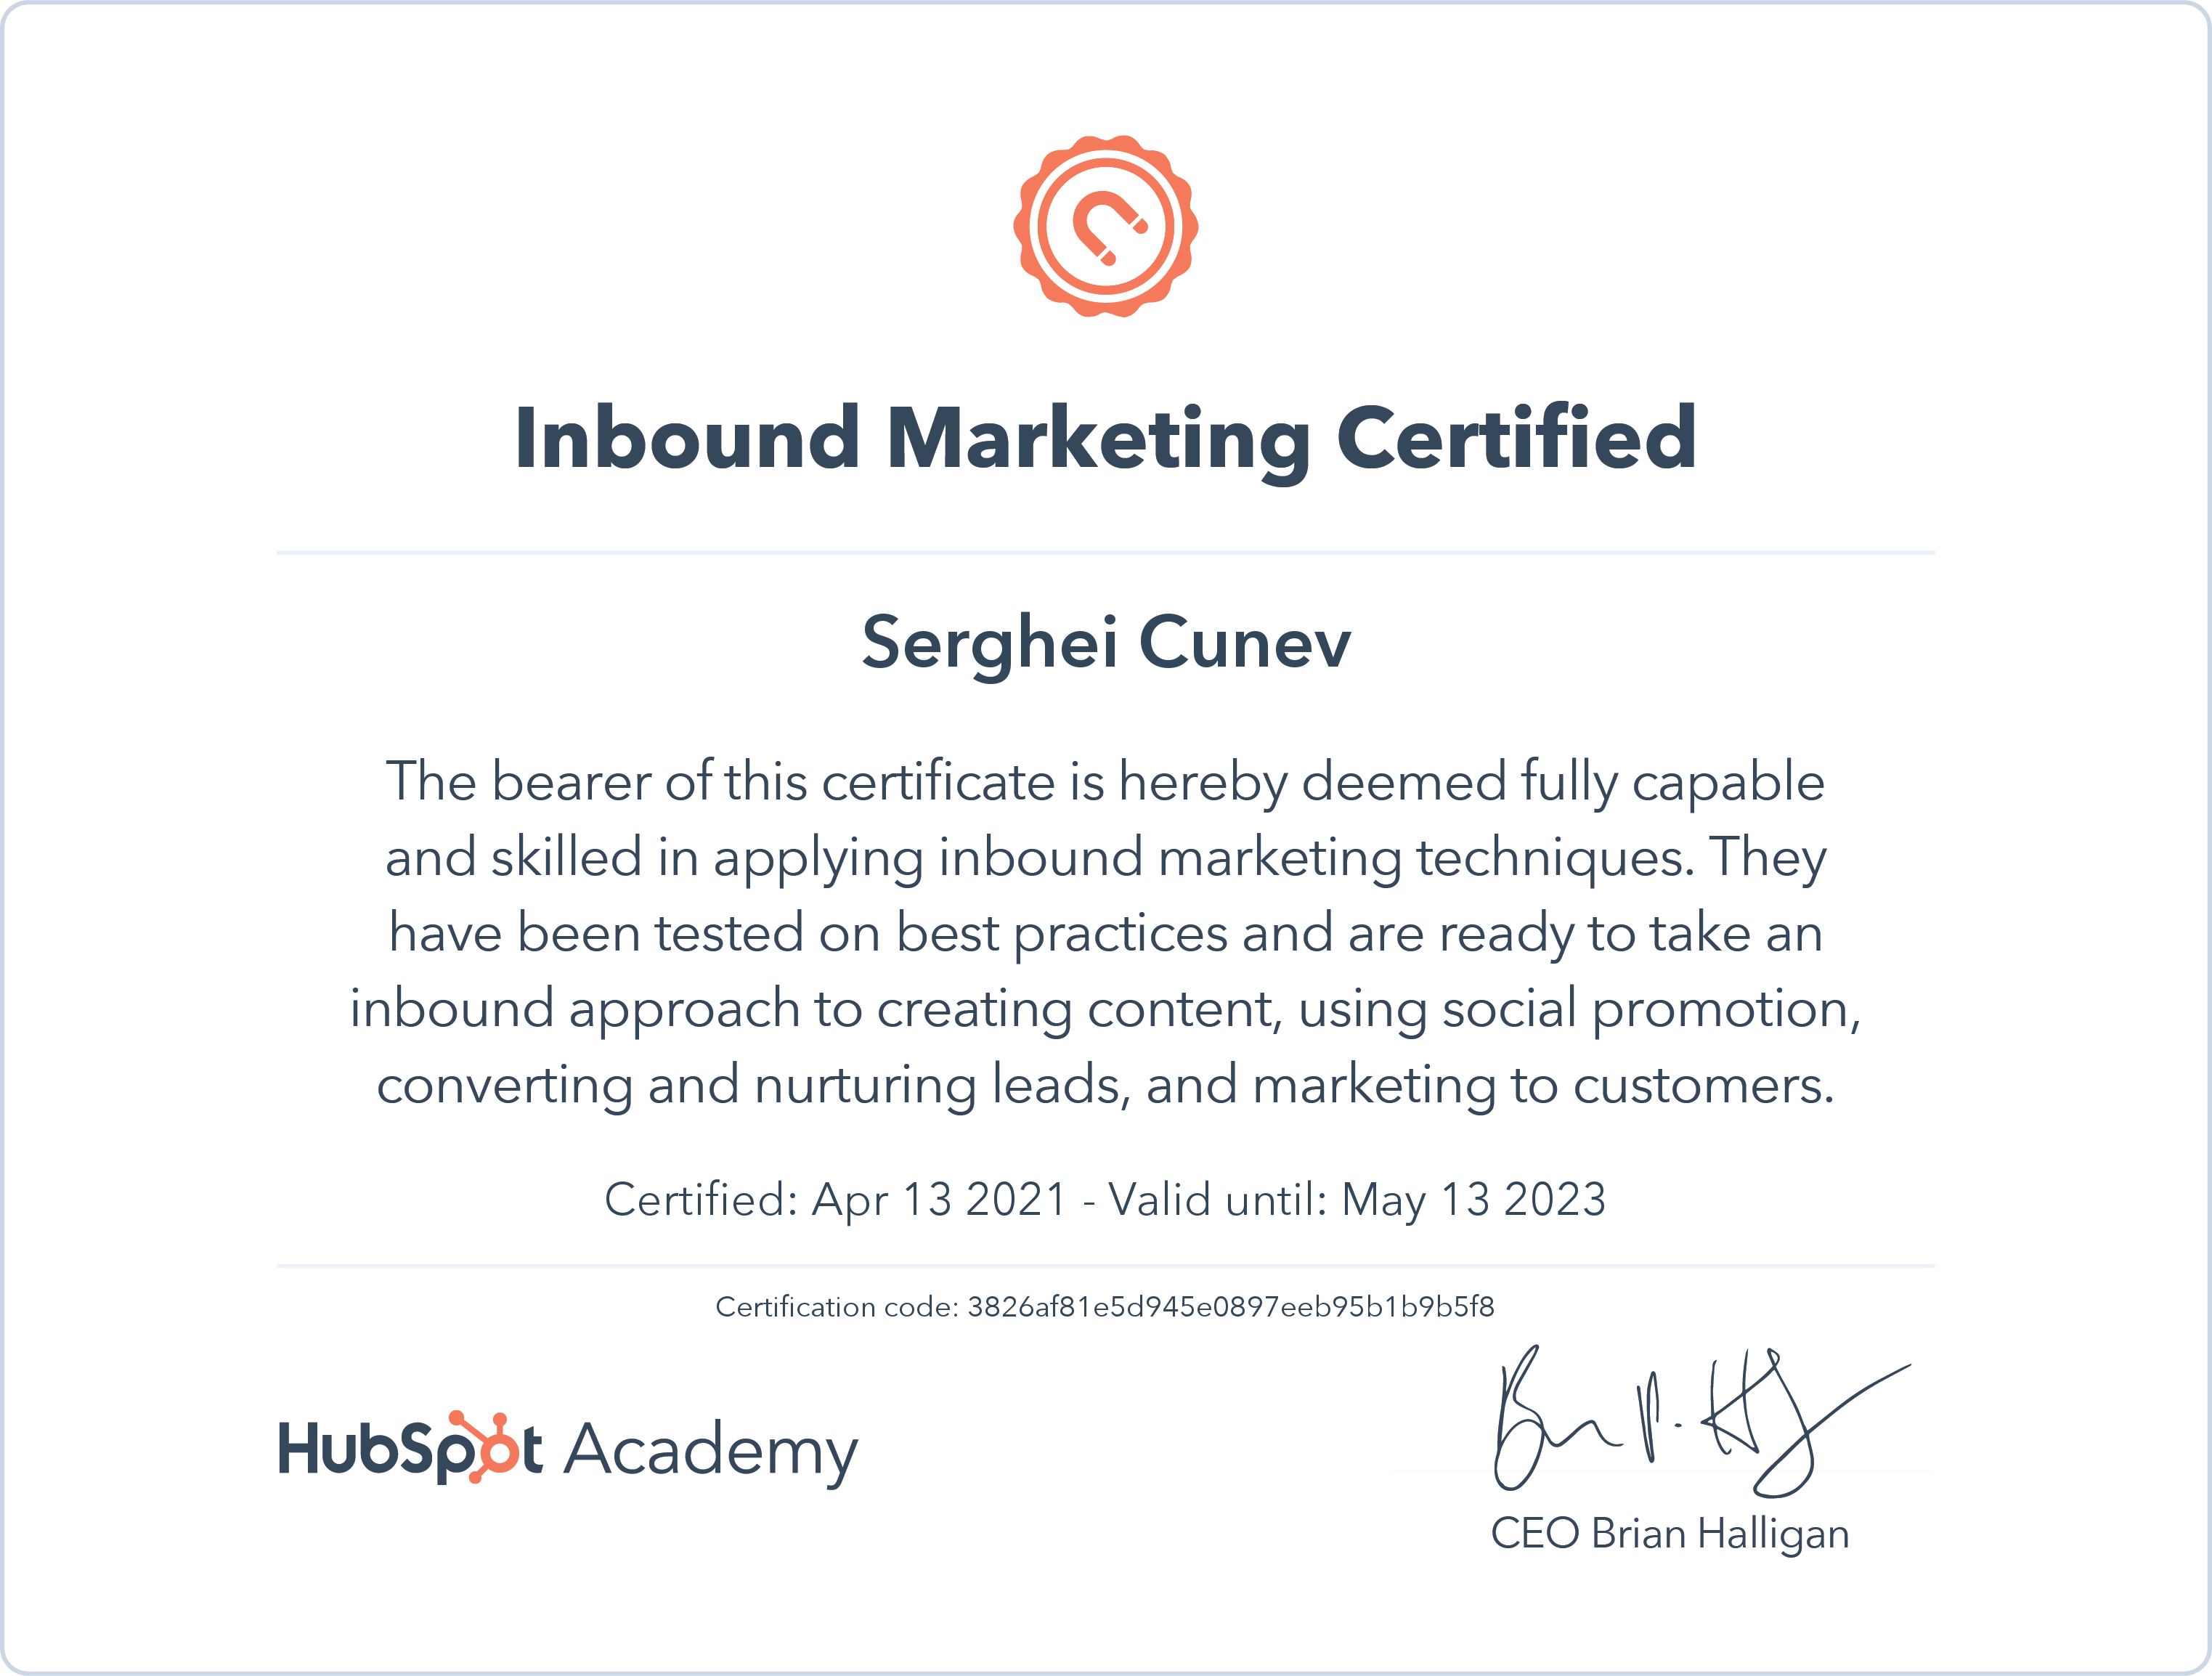 Inbound Marketing Certified
Serghei Cunev
The bearer of this certificate is hereby deemed fully capable
and skilled in applying inbound marketing techniques. They
have been tested on best practices and are ready to take an
inbound approach to creating content, using social promotion,
converting and nurturing leads, and marketing to customers.
Certified: Apr 13 2021 - Valid until: May 13 2023
Certification code: 3826af81e5d945e0897eeb95b1b9b5f8
HubSpot Academy
CEO Brian Halligan